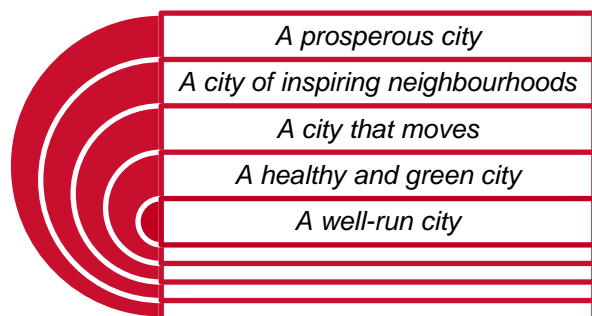 A prosperous city
A city of inspiring neighbourhoods
A city that moves
A healthy and green city
A well-run city